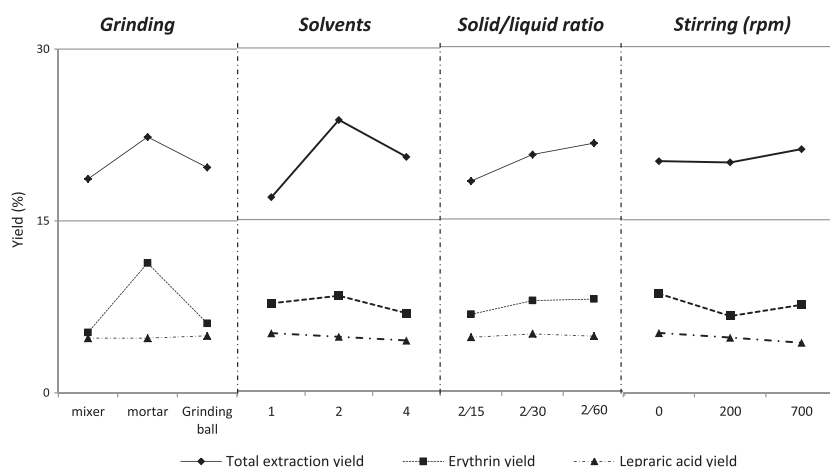 Grinding Solvents Solid/liquid ratio Stirring (rpm)
30
15
0
Yield (%)
mixer mortar Grinding ball 1 2 4 2/15 2/30 2/60 0 200 700
Total extraction yield Erythrin yield Lepraric acid yield